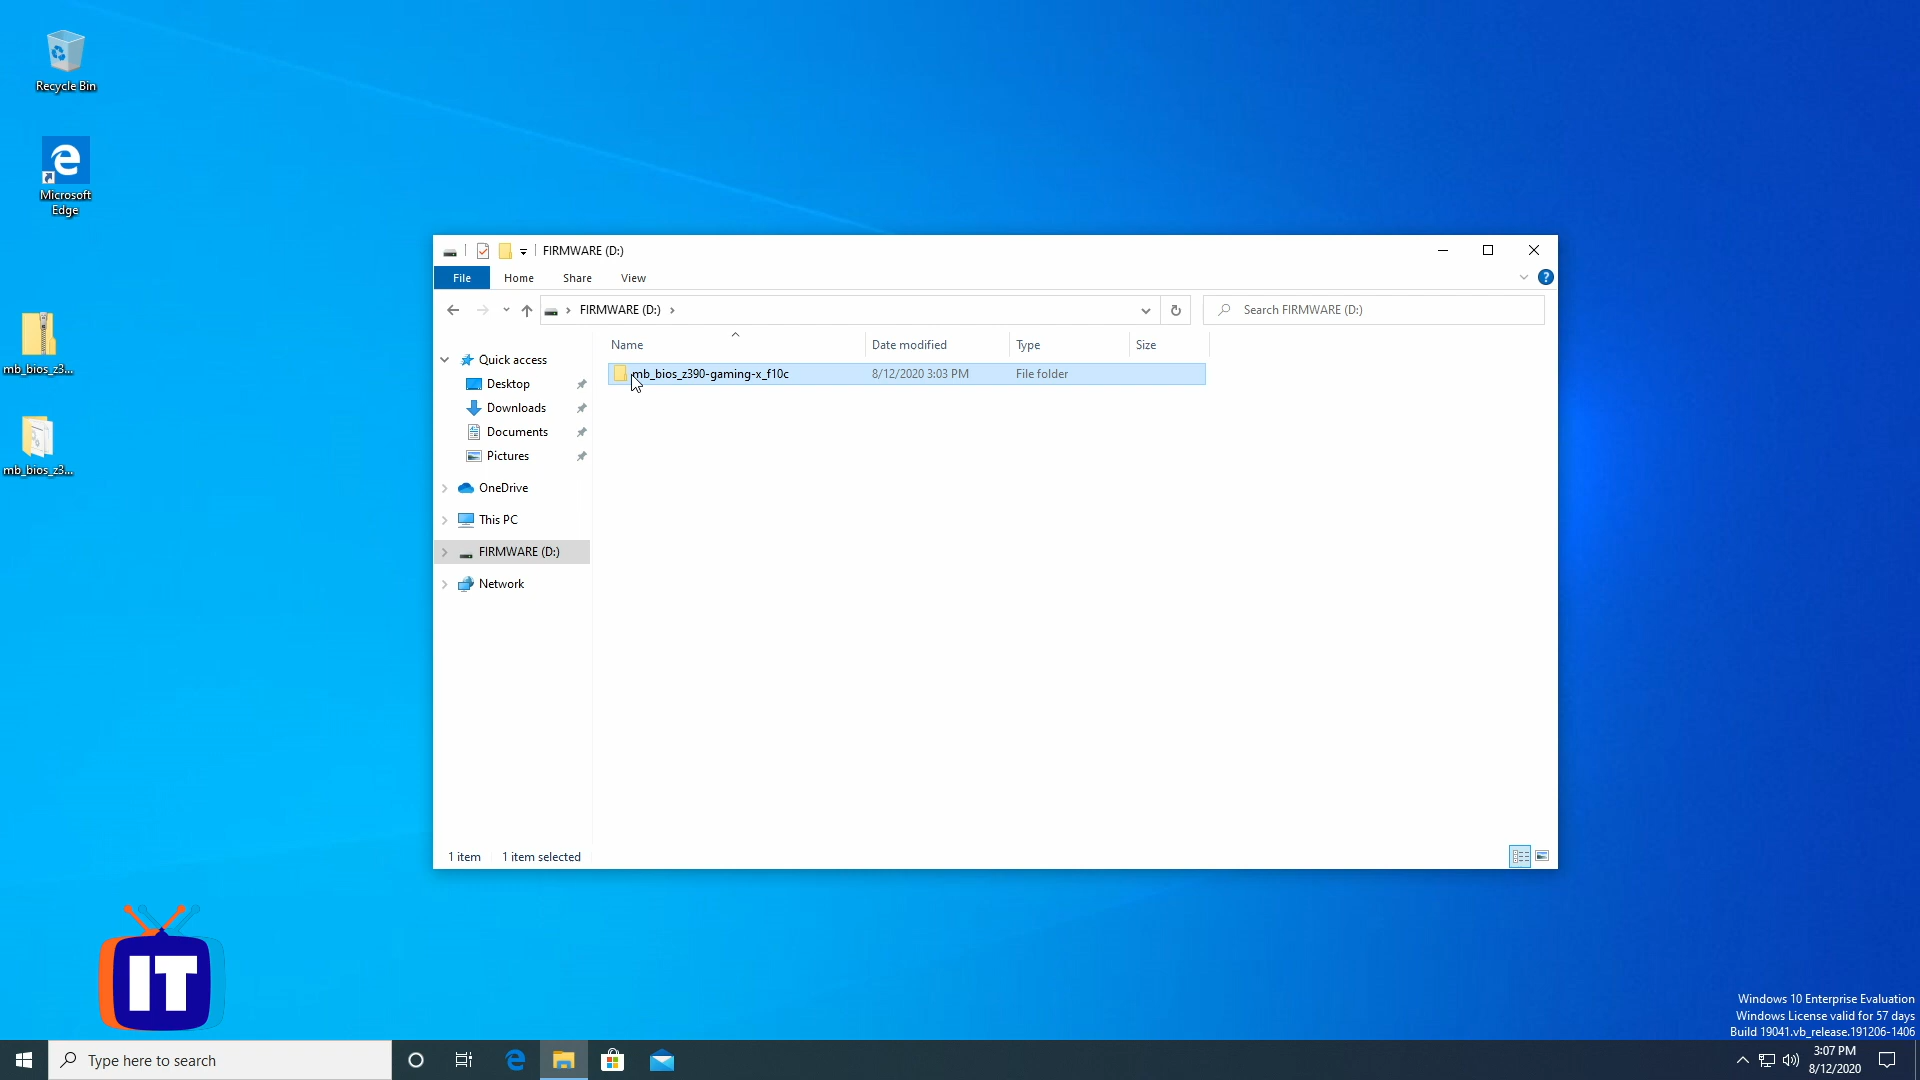 Recycle Bin
Microsoft
Edge
mb_bios_z3...
mb_bios_z3...
FIRMWARE (D:)
File Home Share View
?
FIRMWARE (D:)
Search FIRMWARE (D:)
Name Date modified Type Size
mb_bios_z390-gaming-x_f10c 8/12/2020 3:03 PM File folder
Quick access
Desktop
Downloads
Documents
Pictures
OneDrive
This PC
FIRMWARE (D:)
Network
1 item 1 item selected
IT
Windows 10 Enterprise Evaluation
Windows License valid for 57 days
Build 19041.vb_release.191206-1406
Type here to search
3:07 PM
8/12/2020